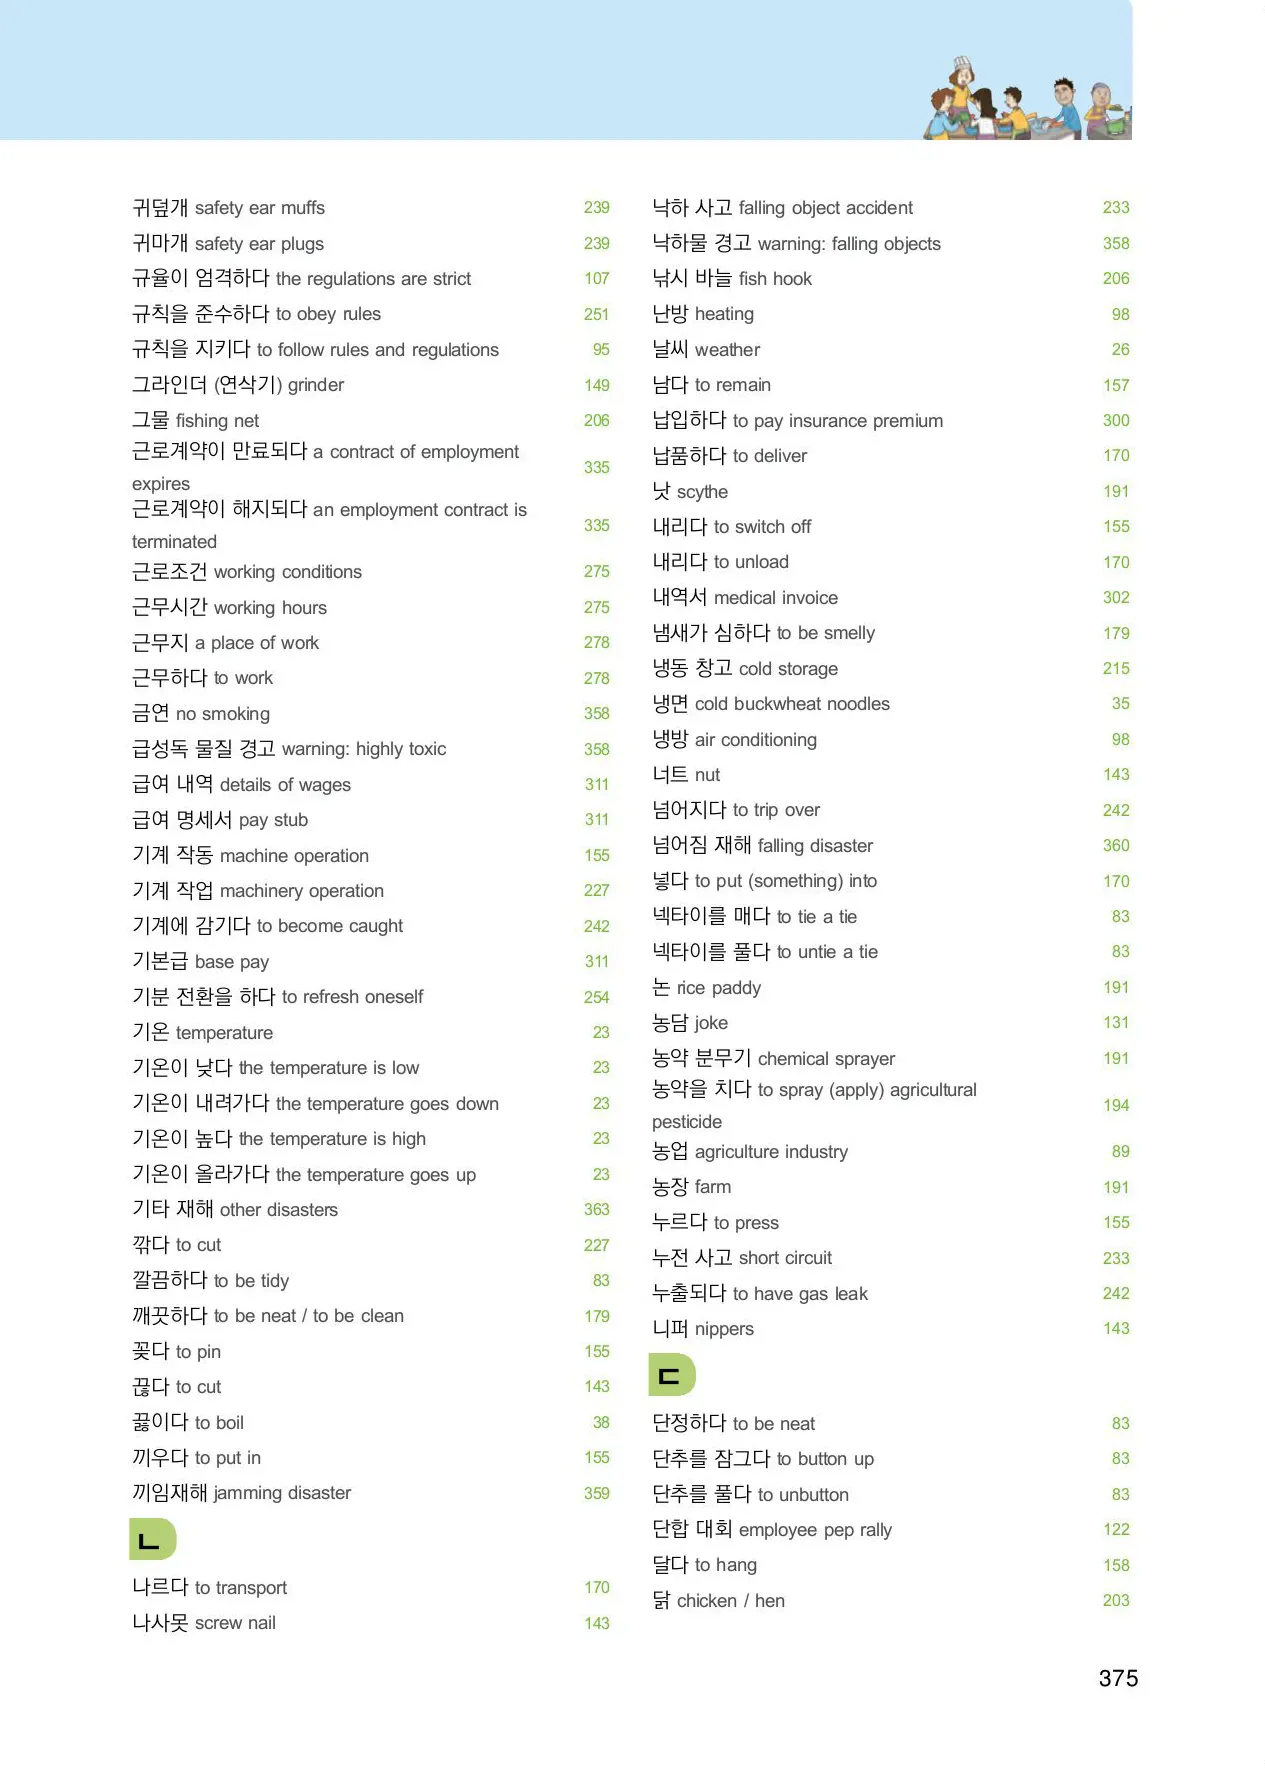 귀덮개 safety ear muffs 239
귀마개 safety ear plugs 239
규율이 엄격하다 the regulations are strict 107
규칙을 준수하다 to obey rules 251
규칙을 지키다 to follow rules and regulations 95
그라인더 (연삭기) grinder 149
그물 fishing net 206
근로계약이 만료되다 a contract of employment
expires 335
근로계약이 해지되다 an employment contract is
terminated 335
근로조건 working conditions 275
근무시간 working hours 275
근무지 a place of work 278
근무하다 to work 278
금연 no smoking 358
급성독 물질 경고 warning: highly toxic 358
급여 내역 details of wages 311
급여 명세서 pay stub 311
기계 작동 machine operation 155
기계 작업 machinery operation 227
기계에 감기다 to become caught 242
기본급 base pay 311
기분 전환을 하다 to refresh oneself 254
기온 temperature 23
기온이 낮다 the temperature is low 23
기온이 내려가다 the temperature goes down 23
기온이 높다 the temperature is high 23
기온이 올라가다 the temperature goes up 23
기타 재해 other disasters 363
깎다 to cut 227
깔끔하다 to be tidy 83
깨끗하다 to be neat / to be clean 179
꽂다 to pin 155
끊다 to cut 143
끓이다 to boil 38
끼우다 to put in 155
끼임재해 jamming disaster 359
ㄴ
나르다 to transport 170
나사못 screw nail 143
낙하 사고 falling object accident 233
낙하물 경고 warning: falling objects 358
낚시 바늘 fish hook 206
난방 heating 98
날씨 weather 26
남다 to remain 157
납입하다 to pay insurance premium 300
납품하다 to deliver 170
낫 scythe 191
내리다 to switch off 155
내리다 to unload 170
내역서 medical invoice 302
냄새가 심하다 to be smelly 179
냉동 창고 cold storage 215
냉면 cold buckwheat noodles 35
냉방 air conditioning 98
너트 nut 143
넘어지다 to trip over 242
넘어짐 재해 falling disaster 360
넣다 to put (something) into 170
넥타이를 매다 to tie a tie 83
넥타이를 풀다 to untie a tie 83
논 rice paddy 191
농담 joke 131
농약 분무기 chemical sprayer 191
농약을 치다 to spray (apply) agricultural
pesticide 194
농업 agriculture industry 89
농장 farm 191
누르다 to press 155
누전 사고 short circuit 233
누출되다 to have gas leak 242
니퍼 nippers 143
ㄷ
단정하다 to be neat 83
단추를 잠그다 to button up 83
단추를 풀다 to unbutton 83
단합 대회 employee pep rally 122
달다 to hang 158
닭 chicken / hen 203
375